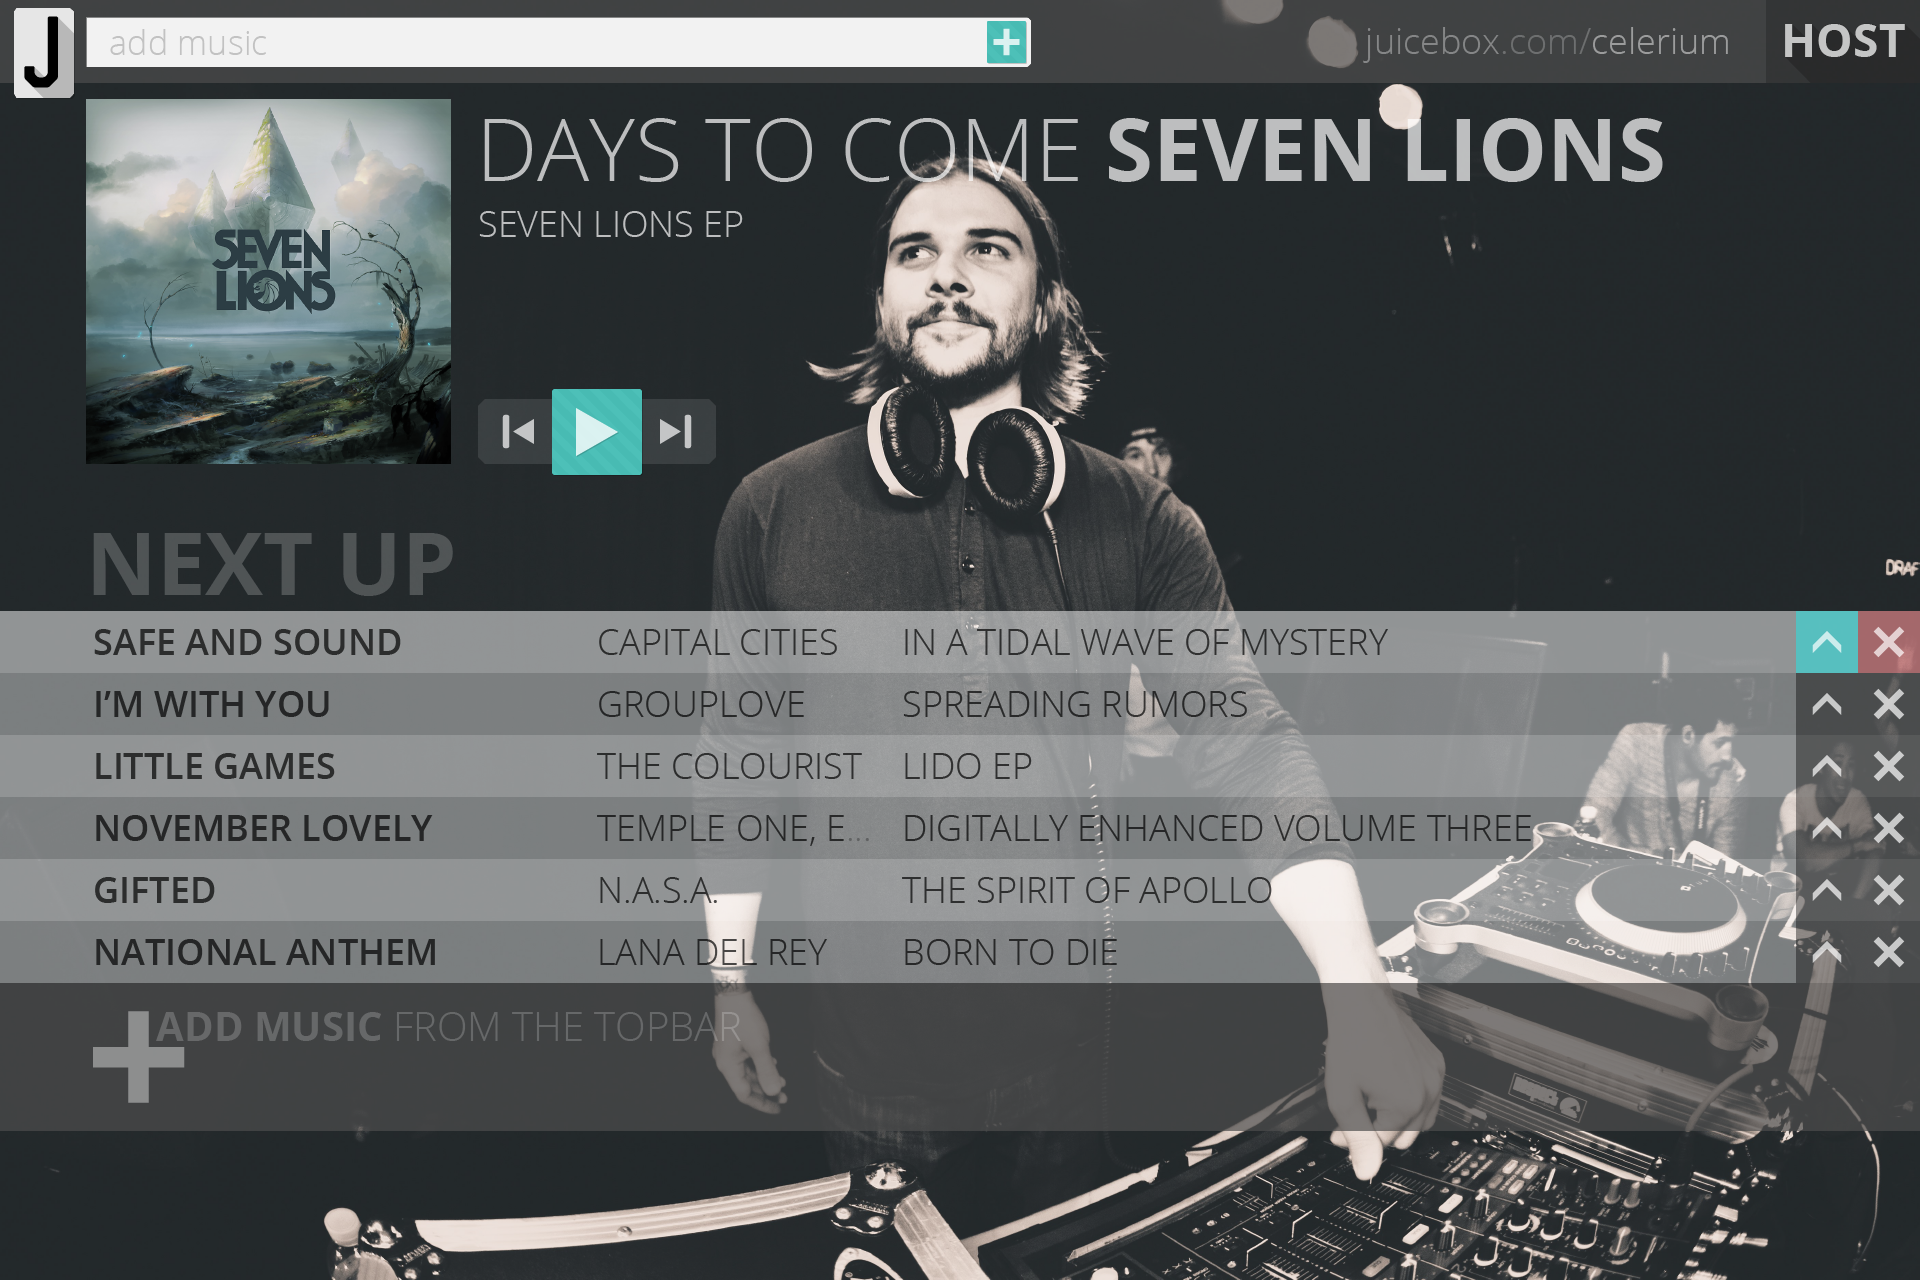 J
add music
juicebox.com/celerium
HOST
DAYS TO COME SEVEN LIONS
SEVEN LIONS EP
SEVEN
LIONS
NEXT UP
DRAF
SAFE AND SOUND CAPITAL CITIES IN A TIDAL WAVE OF MYSTERY
I'M WITH YOU GROUPLOVE SPREADING RUMORS
LITTLE GAMES THE COLOURIST LIDO EP
NOVEMBER LOVELY TEMPLE ONE, E... DIGITALLY ENHANCED VOLUME THREE
GIFTED N.A.S.A. THE SPIRIT OF APOLLO
NATIONAL ANTHEM LANA DEL REY BORN TO DIE
ADD MUSIC FROM THE TOPBAR